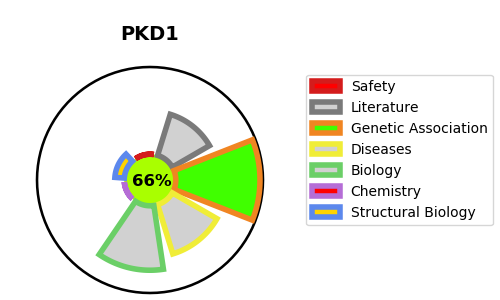 PKD1
66%
Safety
Literature
Genetic Association
Diseases
Biology
Chemistry
Structural Biology